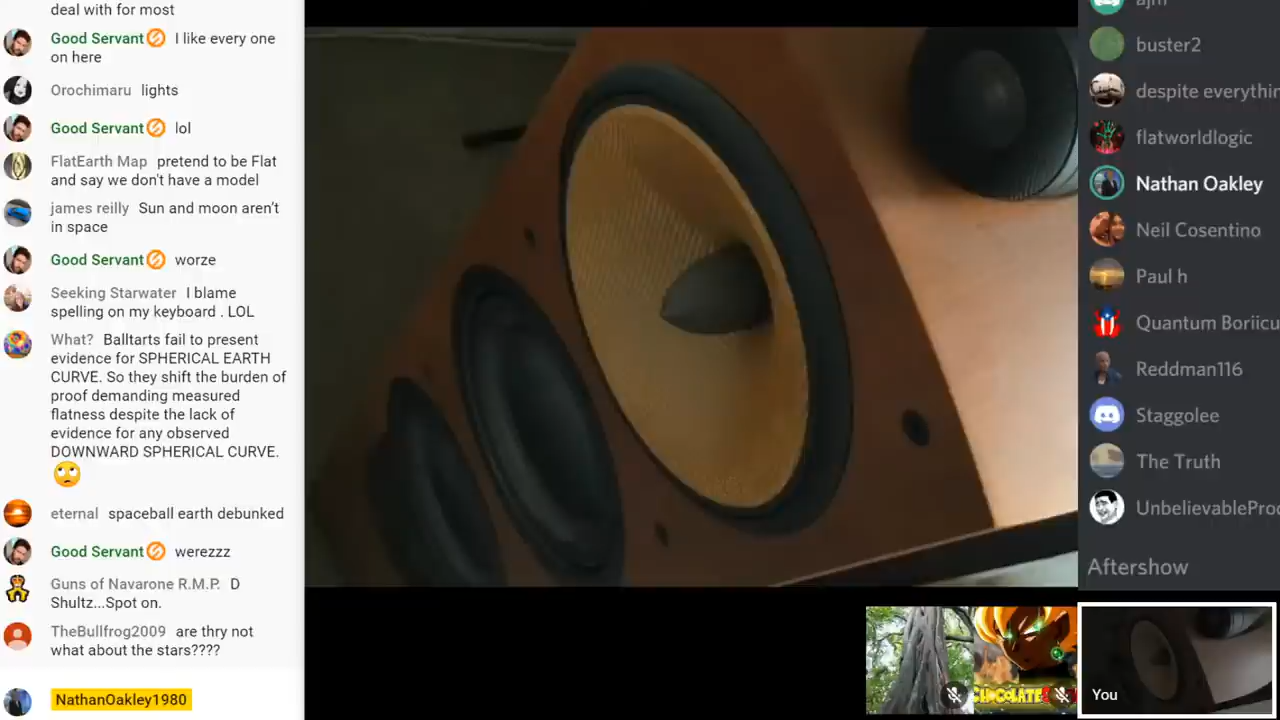 deal with for most
Good Servant I like every one
on here
Orochimaru lights
Good Servant lol
FlatEarth Map pretend to be Flat
and say we don't have a model
james reilly Sun and moon aren't
in space
Good Servant worze
Seeking Starwater I blame
spelling on my keyboard . LOL
What? Balltarts fail to present
evidence for SPHERICAL EARTH
CURVE. So they shift the burden of
proof demanding measured
flatness despite the lack of
evidence for any observed
DOWNWARD SPHERICAL CURVE.
eternal spaceball earth debunked
Good Servant werezzz
Guns of Navarone R.M.P. D
Shultz...Spot on.
TheBullfrog2009 are thry not
what about the stars????
NathanOakley1980
ajm
buster2
despite everythin
flatworldlogic
Nathan Oakley
Neil Cosentino
Paul h
Quantum Boriicu
Reddman116
Staggolee
The Truth
UnbelievablePro
Aftershow
CHOCOLATE
You